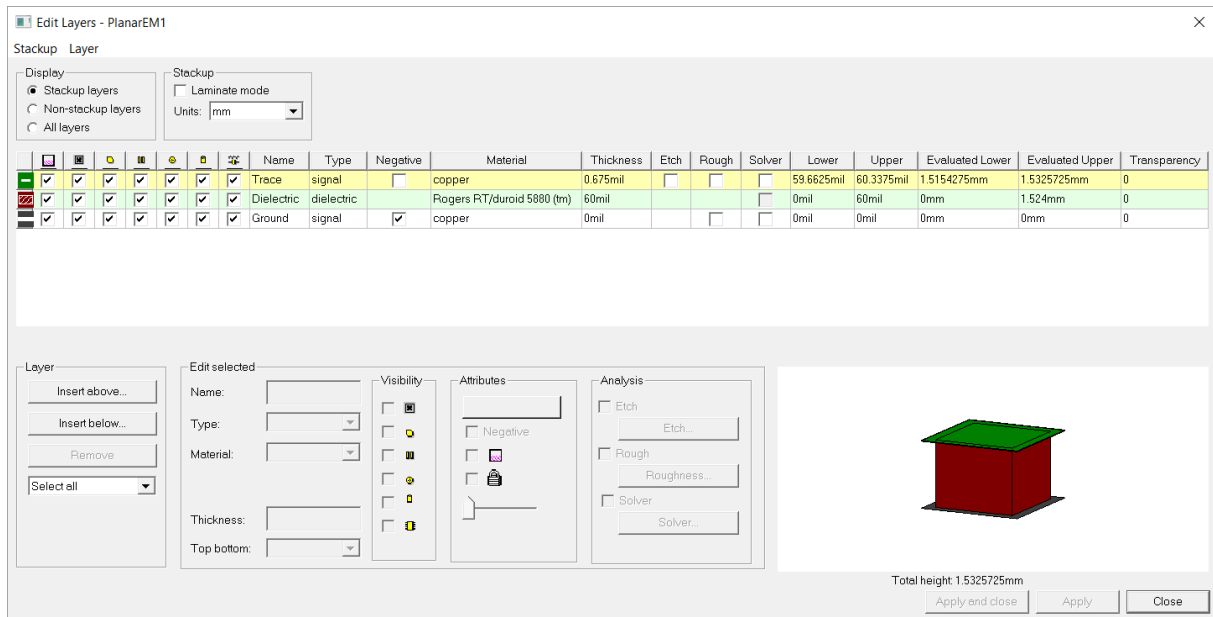 Edit Layers - PlanarEM1
Stackup Layer
Display
Stackup layers
Non-stackup layers
All layers
Stackup
Laminate mode
Units: mm
Name Type Negative Material Thickness Etch Rough Solver Lower Upper Evaluated Lower Evaluated Upper Transparency
Trace signal copper 0.675mil 59.6625mil 60.3375mil 1.5154275mm 1.5325725mm 0
Dielectric dielectric Rogers RT/duroid 5880 (tm) 60mil 0mil 60mil 0mm 1.524mm 0
Ground signal copper 0mil 0mil 0mil 0mm 0mm 0
Layer
Insert above...
Insert below...
Remove
Select all
Edit selected
Name:
Type:
Material:
Thickness:
Top bottom:
Visibility
Attributes
Negative
Analysis
Etch
Etch...
Rough
Roughness...
Solver
Solver...
Total height: 1.5325725mm
Apply and close Apply Close